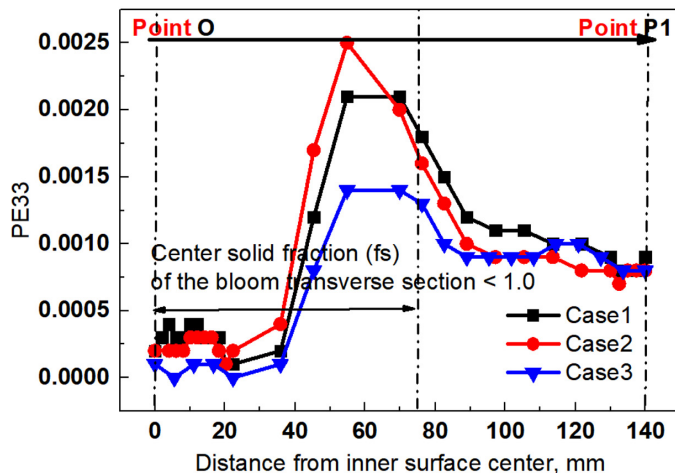 Point O Point P1
0.0025
0.0020
0.0015
0.0010
0.0005
0.0000
PE33
Center solid fraction (fs)
of the bloom transverse section < 1.0
Case1
Case2
Case3
0 20 40 60 80 100 120 140
Distance from inner surface center, mm